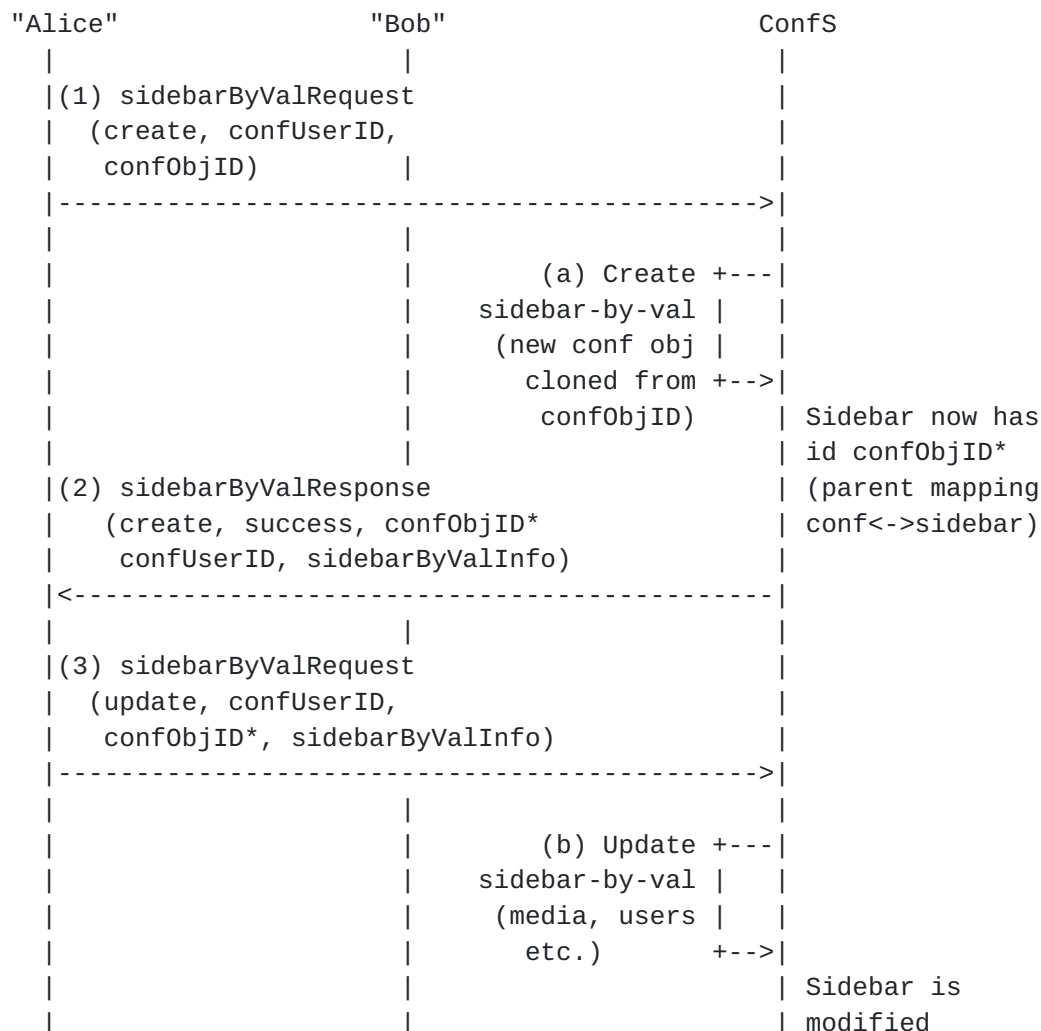 "Alice" "Bob" ConfS
(1) sidebarByValRequest
(create, confUserID,
confObjID)
(a) Create
sidebar-by-val
(new conf obj
cloned from
confObjID) Sidebar now has
id confObjID*
(2) sidebarByValResponse (parent mapping
(create, success, confObjID* conf<->sidebar)
confUserID, sidebarByValInfo)
(3) sidebarByValRequest
(update, confUserID,
confObjID*, sidebarByValInfo)
(b) Update
sidebar-by-val
(media, users
etc.)
Sidebar is
modified